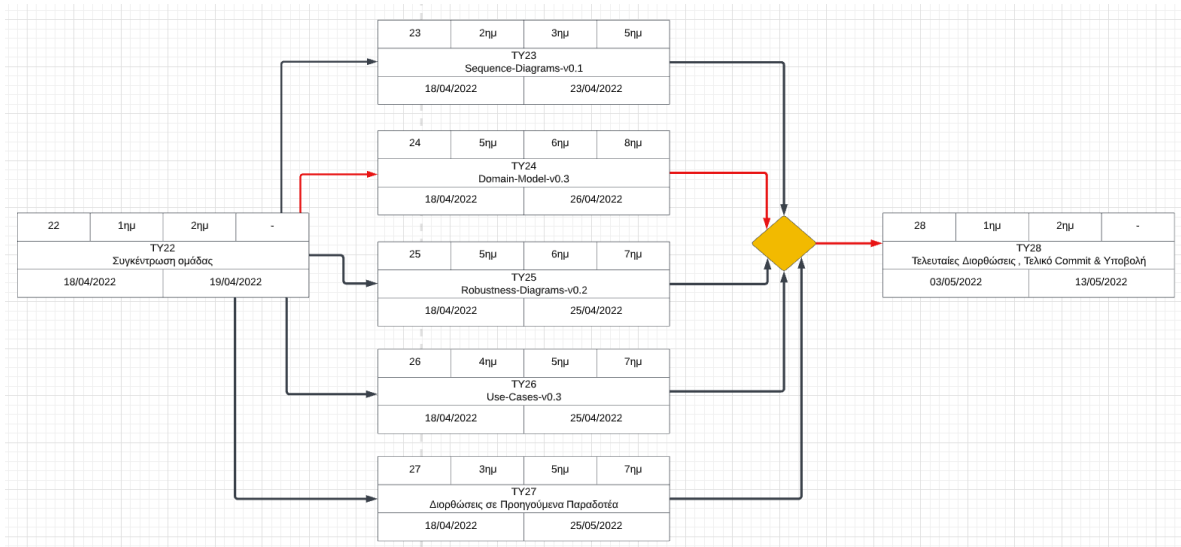 23 2ημ 3ημ 5ημ
TY23
Sequence-Diagrams-v0.1
18/04/2022 23/04/2022
24 5ημ 6ημ 8ημ
TY24
Domain-Model-v0.3
18/04/2022 26/04/2022
22 1ημ 2ημ -
TY22
Συγκέντρωση ομάδας
18/04/2022 19/04/2022
25 5ημ 6ημ 7ημ
TY25
Robustness-Diagrams-v0.2
18/04/2022 25/04/2022
28 1ημ 2ημ -
TY28
Τελευταίες Διορθώσεις , Τελικό Commit & Υποβολή
03/05/2022 13/05/2022
26 4ημ 5ημ 7ημ
TY26
Use-Cases-v0.3
18/04/2022 25/04/2022
27 3ημ 5ημ 7ημ
TY27
Διορθώσεις σε Προηγούμενα Παραδοτέα
18/04/2022 25/05/2022